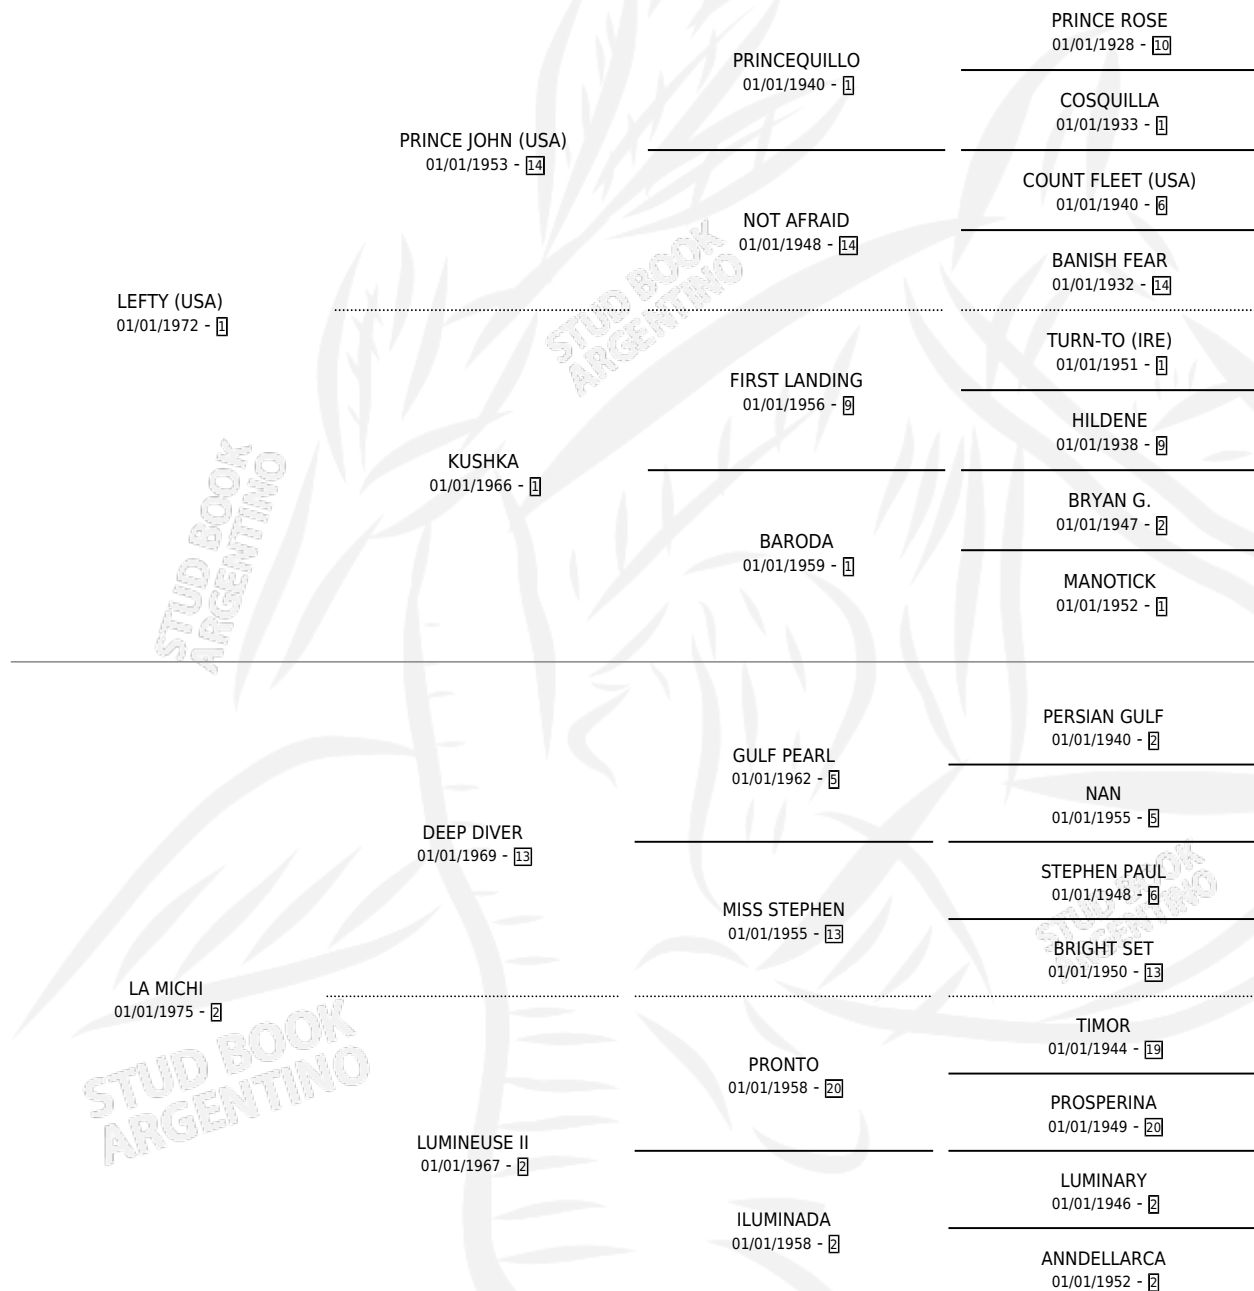 PRINCE ROSE
01/01/1928 - 10
PRINCEQUILLO
01/01/1940 - 1
COSQUILLA
01/01/1933 - 1
PRINCE JOHN (USA)
01/01/1953 - 14
COUNT FLEET (USA)
01/01/1940 - 6
NOT AFRAID
01/01/1948 - 14
BANISH FEAR
01/01/1932 - 14
LEFTY (USA)
01/01/1972 - 1
TURN-TO (IRE)
01/01/1951 - 1
FIRST LANDING
01/01/1956 - 9
HILDENE
01/01/1938 - 9
KUSHKA
01/01/1966 - 1
BRYAN G.
01/01/1947 - 2
BARODA
01/01/1959 - 1
MANOTICK
01/01/1952 - 1
STUD BOOK
ARGENTINO
STUD BOOK
ARGENTINO
PERSIAN GULF
01/01/1940 - 2
GULF PEARL
01/01/1962 - 5
NAN
01/01/1955 - 5
DEEP DIVER
01/01/1969 - 13
STEPHEN PAUL
01/01/1948 - 6
MISS STEPHEN
01/01/1955 - 13
BRIGHT SET
01/01/1950 - 13
STUD BOOK
ARGENTINO
LA MICHI
01/01/1975 - 2
TIMOR
01/01/1944 - 19
PRONTO
01/01/1958 - 20
PROSPERINA
01/01/1949 - 20
STUD BOOK
ARGENTINO
LUMINEUSE II
01/01/1967 - 2
LUMINARY
01/01/1946 - 2
ILUMINADA
01/01/1958 - 2
ANNDELLARCA
01/01/1952 - 2